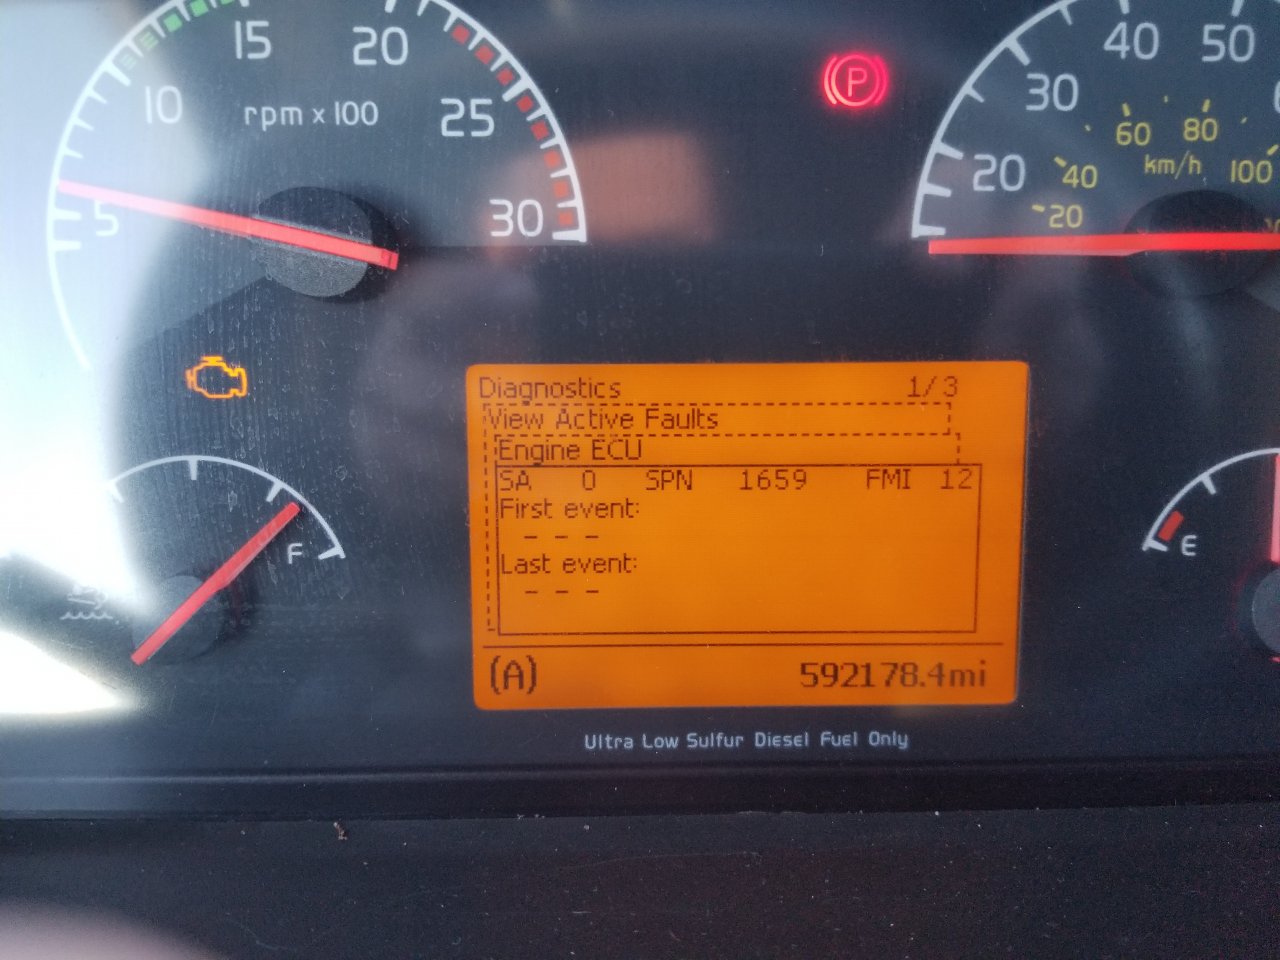 15
20
10
rpm x 100
25
5
30
P
40
50
30
60
80
20
km/h
40
100
20
Diagnostics 1/3
View Active Faults
Engine ECU
SA 0 SPN 1659 FMI 12
First event:
- - -
Last event:
- - -
F
E
(A) 592178.4mi
Ultra Low Sulfur Diesel Fuel Only